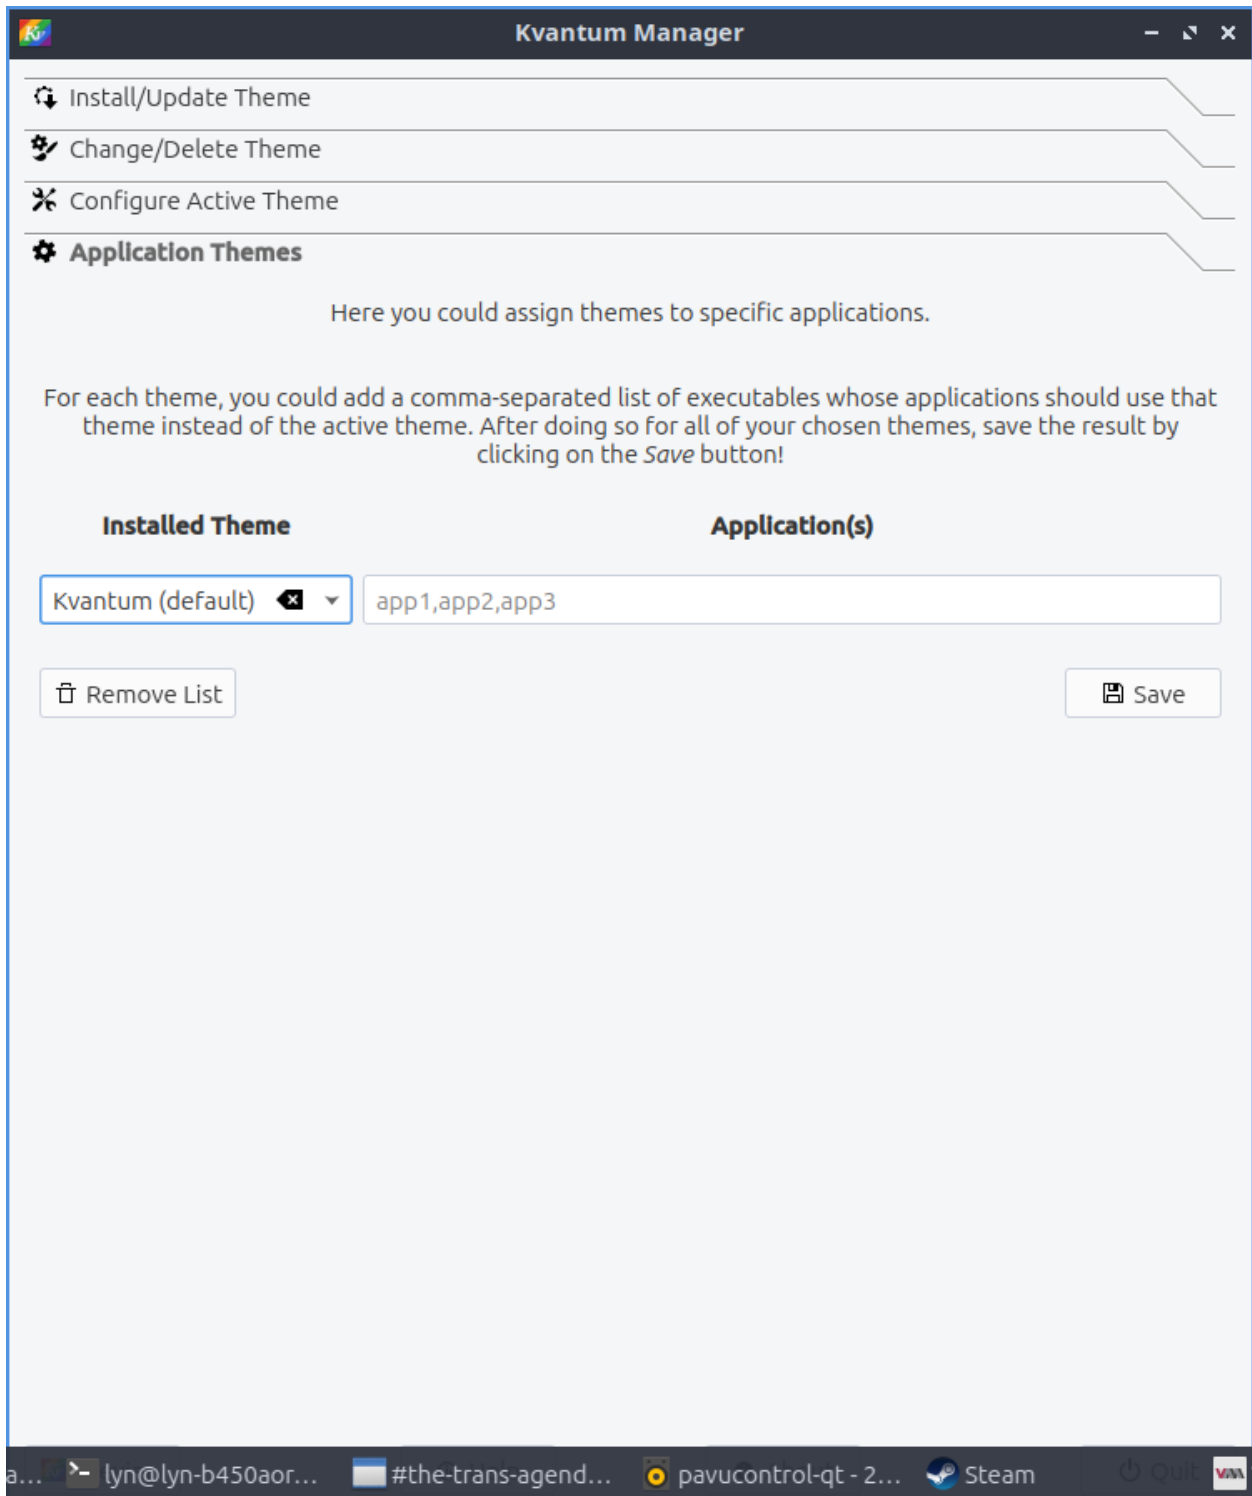 Kvantum Manager
Install/Update Theme
Change/Delete Theme
Configure Active Theme
Application Themes
Here you could assign themes to specific applications.
For each theme, you could add a comma-separated list of executables whose applications should use that
theme instead of the active theme. After doing so for all of your chosen themes, save the result by
clicking on the Save button!
Installed Theme Application(s)
Kvantum (default) app1,app2,app3
Remove List Save
a... lyn@lyn-b450aor... #the-trans-agend... pavucontrol-qt - 2... Steam Quit